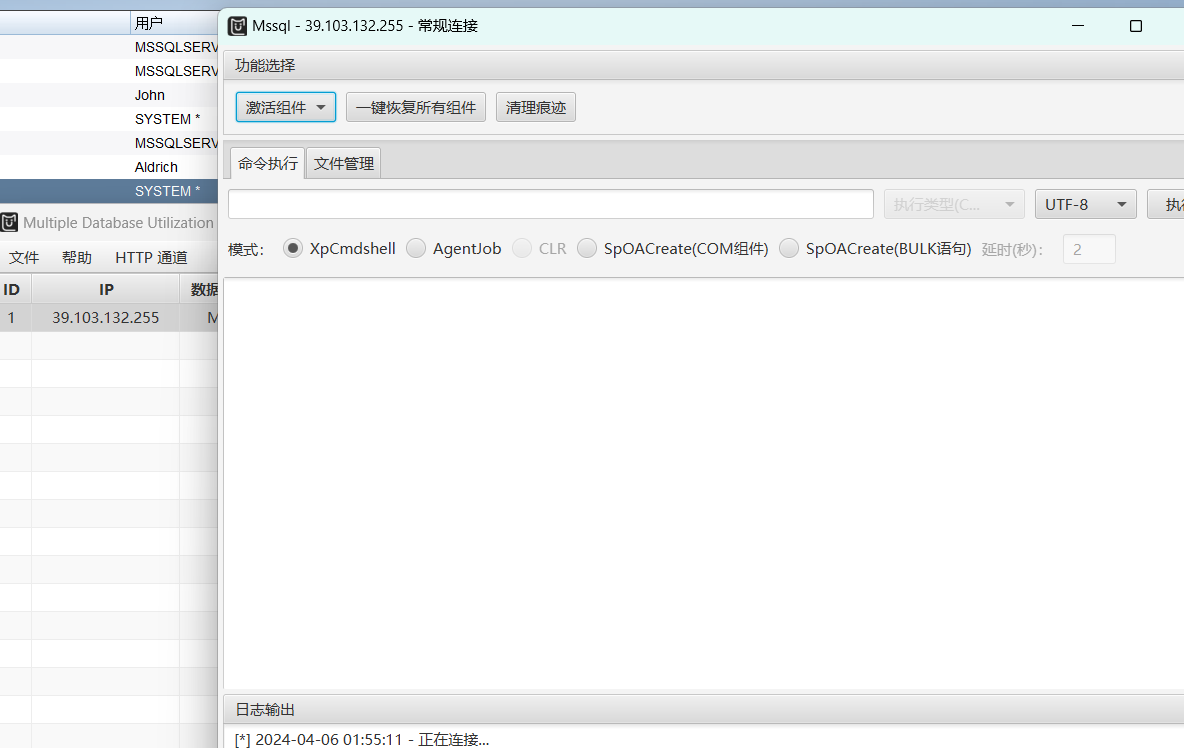 用户
MSSQLSERV
MSSQLSERV
John
SYSTEM *
MSSQLSERV
Aldrich
SYSTEM *
Multiple Database Utilization
文件 帮助 HTTP 通道
ID IP 数据
1 39.103.132.255 M
Mssql - 39.103.132.255 - 常规连接
功能选择
激活组件 一键恢复所有组件 清理痕迹
命令执行 文件管理
执行类型(C... UTF-8 执行
模式： XpCmdshell AgentJob CLR SpOACreate(COM组件) SpOACreate(BULK语句) 延时(秒)： 2
日志输出
[*] 2024-04-06 01:55:11 - 正在连接...